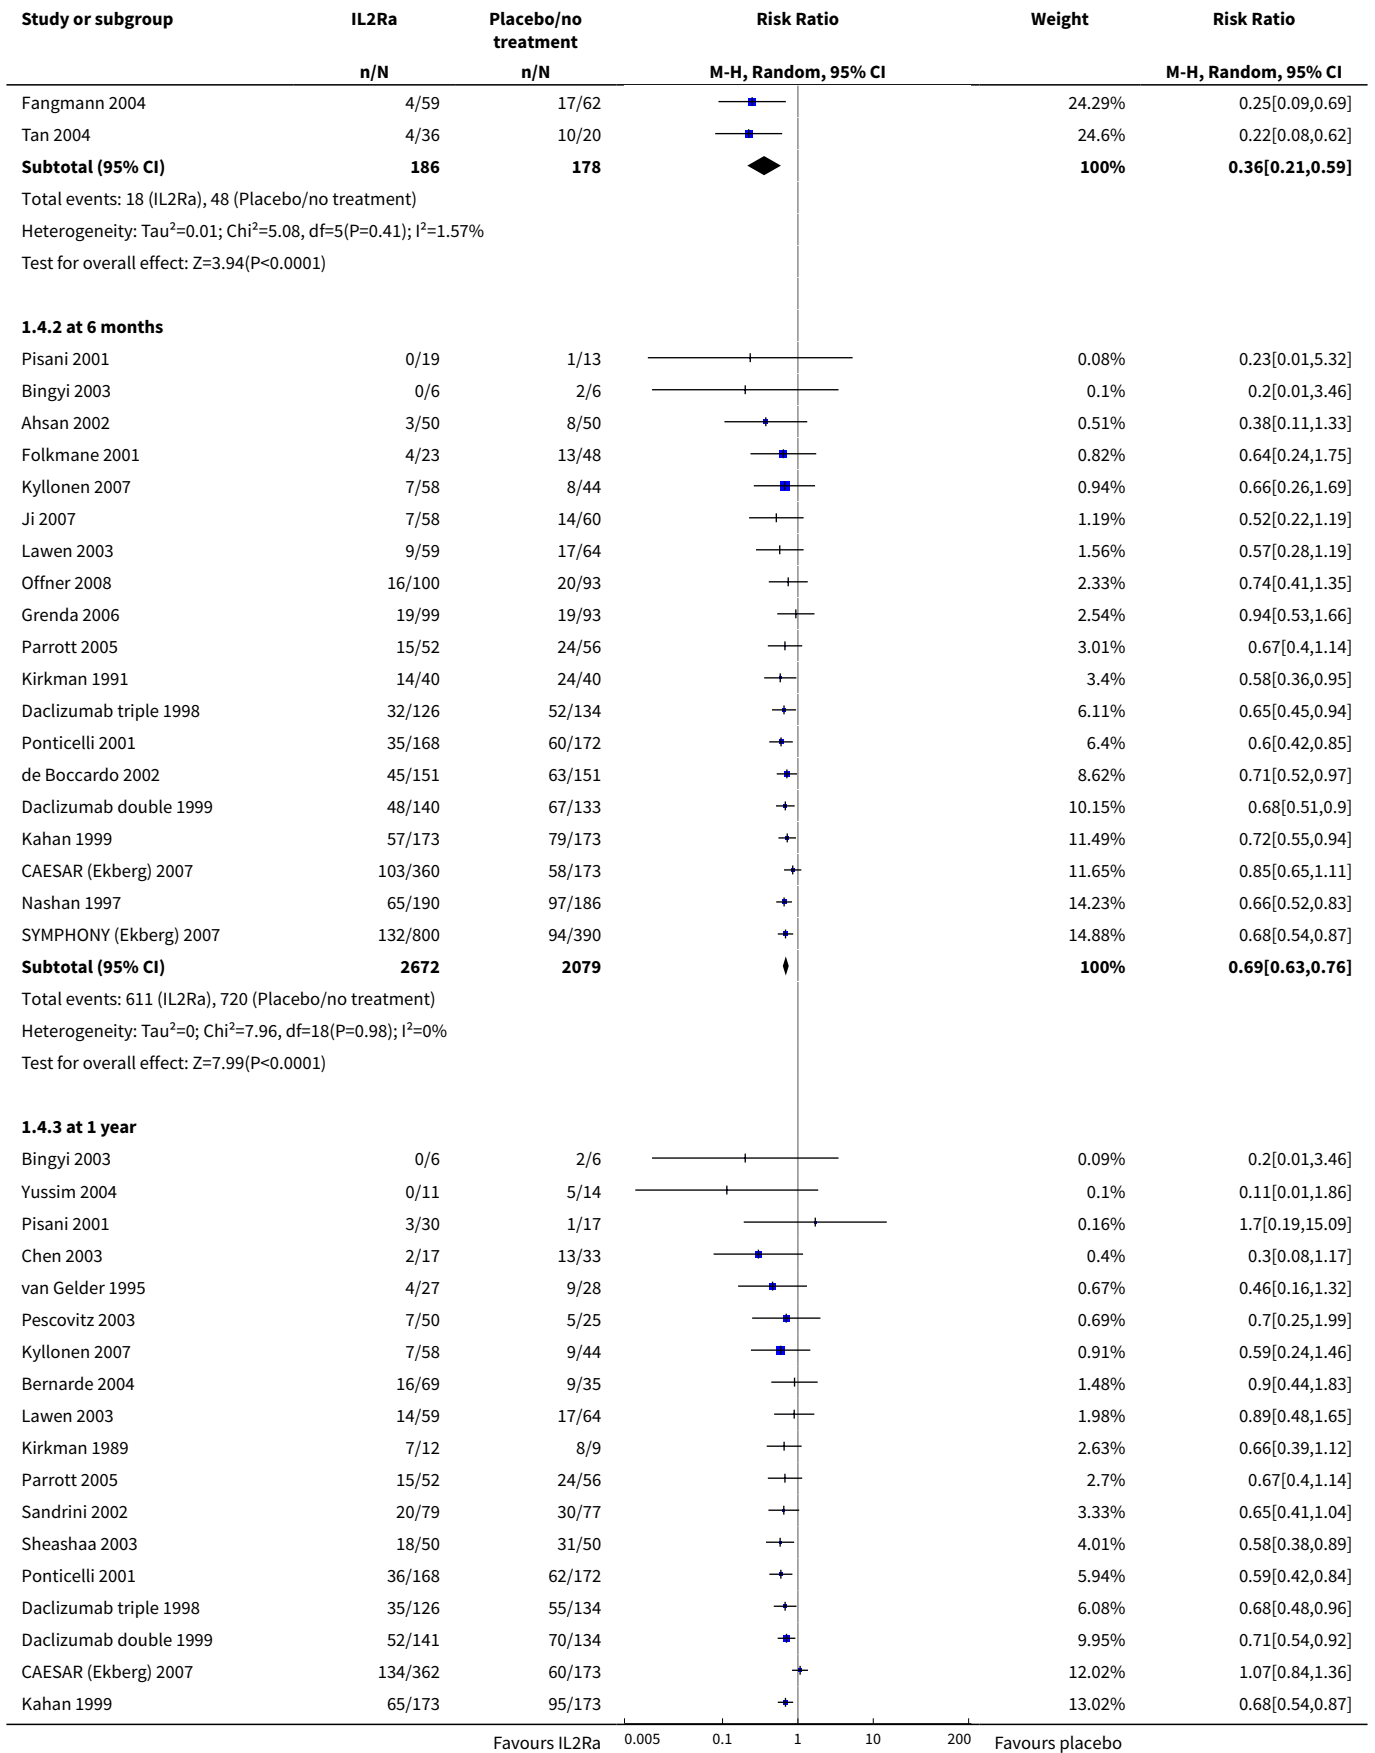 Study or subgroup IL2Ra Placebo/no treatment Risk Ratio Weight Risk Ratio
n/N n/N M-H, Random, 95% CI M-H, Random, 95% CI
Fangmann 2004 4/59 17/62 24.29% 0.25[0.09,0.69]
Tan 2004 4/36 10/20 24.6% 0.22[0.08,0.62]
Subtotal (95% CI) 186 178 100% 0.36[0.21,0.59]
Total events: 18 (IL2Ra), 48 (Placebo/no treatment)
Heterogeneity: Tau²=0.01; Chi²=5.08, df=5(P=0.41); I²=1.57%
Test for overall effect: Z=3.94(P<0.0001)
1.4.2 at 6 months
Pisani 2001 0/19 1/13 0.08% 0.23[0.01,5.32]
Bingyi 2003 0/6 2/6 0.1% 0.2[0.01,3.46]
Ahsan 2002 3/50 8/50 0.51% 0.38[0.11,1.33]
Folkmane 2001 4/23 13/48 0.82% 0.64[0.24,1.75]
Kyllonen 2007 7/58 8/44 0.94% 0.66[0.26,1.69]
Ji 2007 7/58 14/60 1.19% 0.52[0.22,1.19]
Lawen 2003 9/59 17/64 1.56% 0.57[0.28,1.19]
Offner 2008 16/100 20/93 2.33% 0.74[0.41,1.35]
Grenda 2006 19/99 19/93 2.54% 0.94[0.53,1.66]
Parrott 2005 15/52 24/56 3.01% 0.67[0.4,1.14]
Kirkman 1991 14/40 24/40 3.4% 0.58[0.36,0.95]
Daclizumab triple 1998 32/126 52/134 6.11% 0.65[0.45,0.94]
Ponticelli 2001 35/168 60/172 6.4% 0.6[0.42,0.85]
de Boccardo 2002 45/151 63/151 8.62% 0.71[0.52,0.97]
Daclizumab double 1999 48/140 67/133 10.15% 0.68[0.51,0.9]
Kahan 1999 57/173 79/173 11.49% 0.72[0.55,0.94]
CAESAR (Ekberg) 2007 103/360 58/173 11.65% 0.85[0.65,1.11]
Nashan 1997 65/190 97/186 14.23% 0.66[0.52,0.83]
SYMPHONY (Ekberg) 2007 132/800 94/390 14.88% 0.68[0.54,0.87]
Subtotal (95% CI) 2672 2079 100% 0.69[0.63,0.76]
Total events: 611 (IL2Ra), 720 (Placebo/no treatment)
Heterogeneity: Tau²=0; Chi²=7.96, df=18(P=0.98); I²=0%
Test for overall effect: Z=7.99(P<0.0001)
1.4.3 at 1 year
Bingyi 2003 0/6 2/6 0.09% 0.2[0.01,3.46]
Yussim 2004 0/11 5/14 0.1% 0.11[0.01,1.86]
Pisani 2001 3/30 1/17 0.16% 1.7[0.19,15.09]
Chen 2003 2/17 13/33 0.4% 0.3[0.08,1.17]
van Gelder 1995 4/27 9/28 0.67% 0.46[0.16,1.32]
Pescovitz 2003 7/50 5/25 0.69% 0.7[0.25,1.99]
Kyllonen 2007 7/58 9/44 0.91% 0.59[0.24,1.46]
Bernarde 2004 16/69 9/35 1.48% 0.9[0.44,1.83]
Lawen 2003 14/59 17/64 1.98% 0.89[0.48,1.65]
Kirkman 1989 7/12 8/9 2.63% 0.66[0.39,1.12]
Parrott 2005 15/52 24/56 2.7% 0.67[0.4,1.14]
Sandrini 2002 20/79 30/77 3.33% 0.65[0.41,1.04]
Sheashaa 2003 18/50 31/50 4.01% 0.58[0.38,0.89]
Ponticelli 2001 36/168 62/172 5.94% 0.59[0.42,0.84]
Daclizumab triple 1998 35/126 55/134 6.08% 0.68[0.48,0.96]
Daclizumab double 1999 52/141 70/134 9.95% 0.71[0.54,0.92]
CAESAR (Ekberg) 2007 134/362 60/173 12.02% 1.07[0.84,1.36]
Kahan 1999 65/173 95/173 13.02% 0.68[0.54,0.87]
Favours IL2Ra 0.005 0.1 1 10 200 Favours placebo